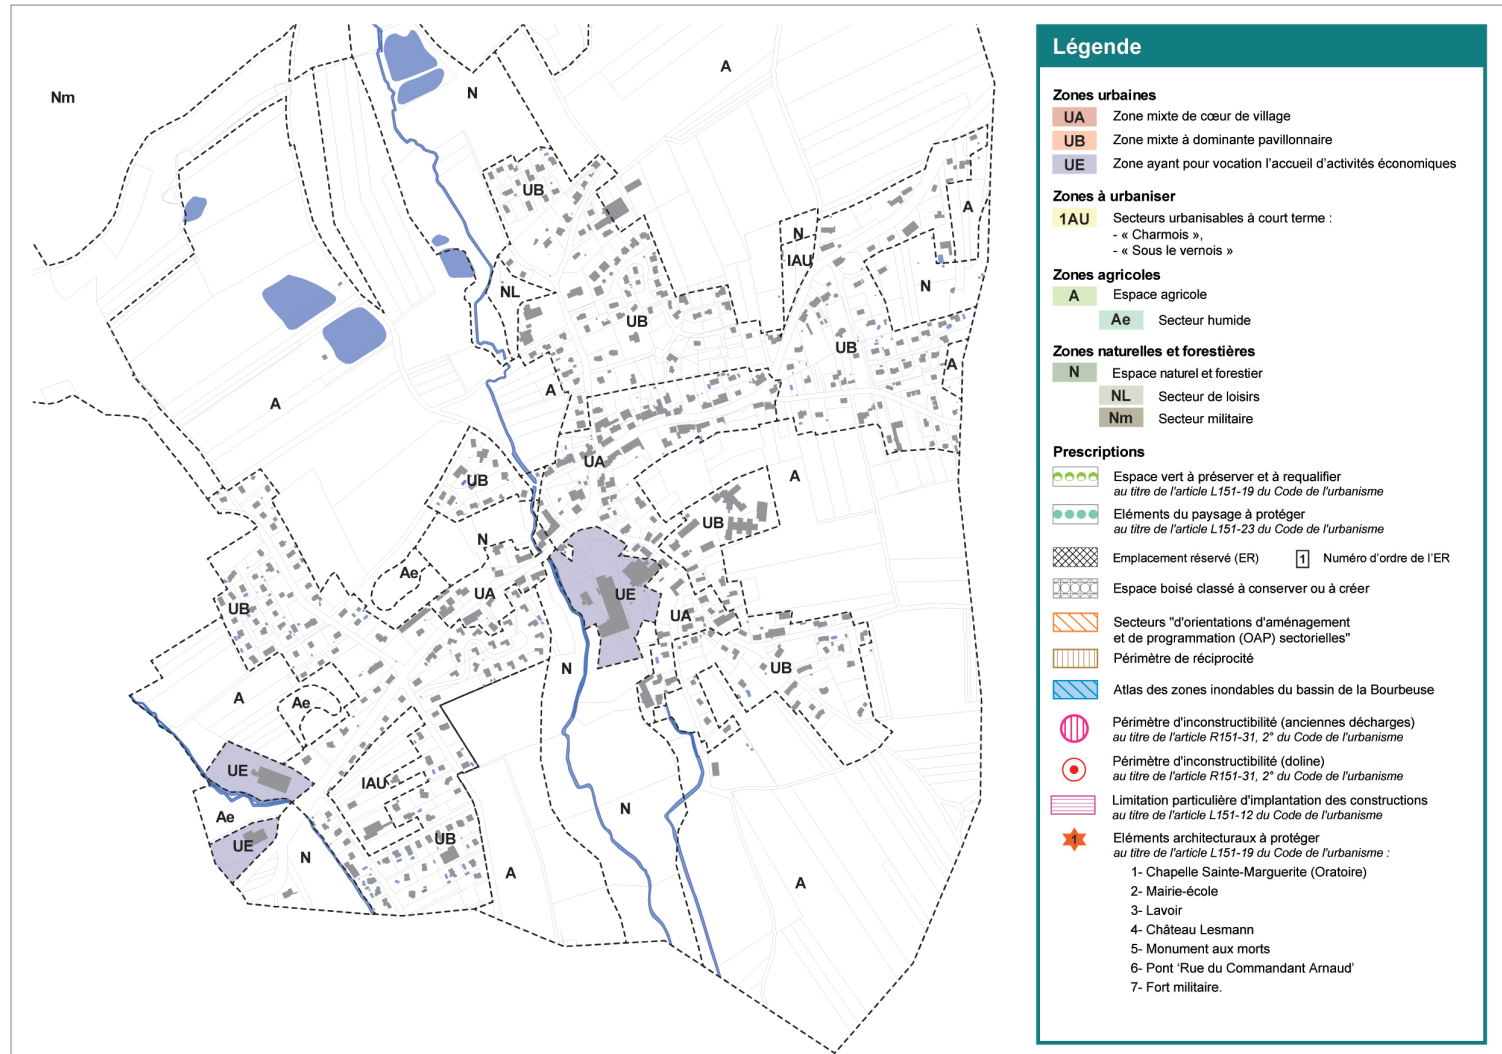 Nm
N
A
UB
A
N
IAU
N
NL
UB
UB
A
A
A
UA
UB
A
UB
N
Ae
UA
UE
UB
UA
N
UB
A
Ae
UE
IAU
N
Ae
UE
UB
N
A
A
Légende
Zones urbaines
UA Zone mixte de cœur de village
UB Zone mixte à dominante pavillonnaire
UE Zone ayant pour vocation l'accueil d'activités économiques
Zones à urbaniser
1AU Secteurs urbanisables à court terme :
- « Charmois »,
- « Sous le vernois »
Zones agricoles
A Espace agricole
Ae Secteur humide
Zones naturelles et forestières
N Espace naturel et forestier
NL Secteur de loisirs
Nm Secteur militaire
Prescriptions
Espace vert à préserver et à requalifier
au titre de l'article L151-19 du Code de l'urbanisme
Eléments du paysage à protéger
au titre de l'article L151-23 du Code de l'urbanisme
Emplacement réservé (ER) 1 Numéro d'ordre de l'ER
Espace boisé classé à conserver ou à créer
Secteurs "d'orientations d'aménagement
et de programmation (OAP) sectorielles"
Périmètre de réciprocité
Atlas des zones inondables du bassin de la Bourbeuse
Périmètre d'inconstructibilité (anciennes décharges)
au titre de l'article R151-31, 2° du Code de l'urbanisme
Périmètre d'inconstructibilité (doline)
au titre de l'article R151-31, 2° du Code de l'urbanisme
Limitation particulière d'implantation des constructions
au titre de l'article L151-12 du Code de l'urbanisme
1 Eléments architecturaux à protéger
au titre de l'article L151-19 du Code de l'urbanisme :
1- Chapelle Sainte-Marguerite (Oratoire)
2- Mairie-école
3- Lavoir
4- Château Lesmann
5- Monument aux morts
6- Pont 'Rue du Commandant Arnaud'
7- Fort militaire.